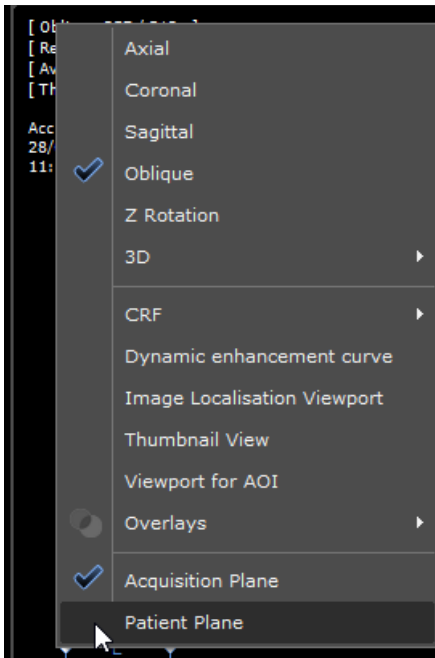 [ Ob
[ Re
[ Av
[ Th
Acc
28/
11:
Axial
Coronal
Sagittal
Oblique
Z Rotation
3D
CRF
Dynamic enhancement curve
Image Localisation Viewport
Thumbnail View
Viewport for AOI
Overlays
Acquisition Plane
Patient Plane